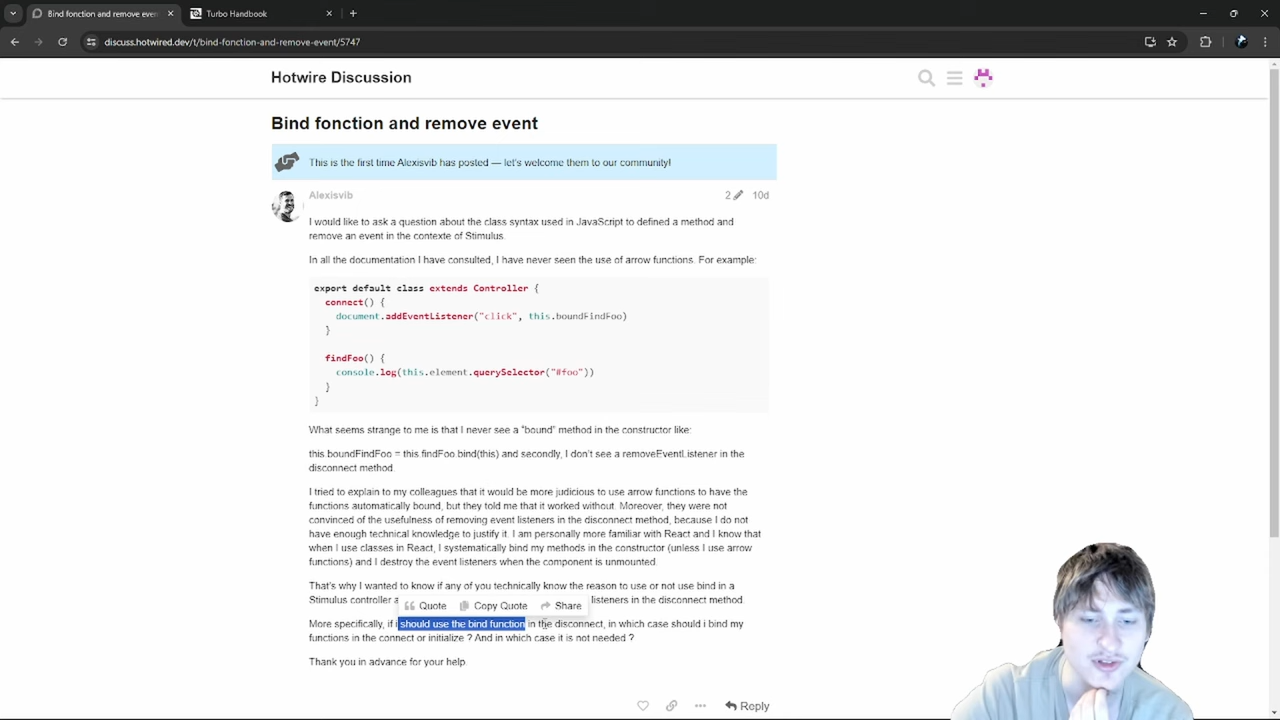 Bind fonction and remove even
Turbo Handbook
discuss.hotwired.dev/t/bind-fonction-and-remove-event/5747
Hotwire Discussion
Bind fonction and remove event
This is the first time Alexisvib has posted — let's welcome them to our community!
Alexisvib
2
10d
I would like to ask a question about the class syntax used in JavaScript to defined a method and
remove an event in the contexte of Stimulus.
In all the documentation I have consulted, I have never seen the use of arrow functions. For example:
export default class extends Controller {
connect() {
document.addEventListener("click", this.boundFindFoo)
}
findFoo() {
console.log(this.element.querySelector("#foo"))
}
}
What seems strange to me is that I never see a "bound" method in the constructor like:
this.boundFindFoo = this.findFoo.bind(this) and secondly, I don't see a removeEventListener in the
disconnect method.
I tried to explain to my colleagues that it would be more judicious to use arrow functions to have the
functions automatically bound, but they told me that it worked without. Moreover, they were not
convinced of the usefulness of removing event listeners in the disconnect method, because I do not
have enough technical knowledge to justify it. I am personally more familiar with React and I know that
when I use classes in React, I systematically bind my methods in the constructor (unless I use arrow
functions) and I destroy the event listeners when the component is unmounted.
That's why I wanted to know if any of you technically know the reason to use or not use bind in a
Stimulus controller a
listeners in the disconnect method.
Quote
Copy Quote
Share
More specifically, if i should use the bind function in the disconnect, in which case should i bind my
functions in the connect or initialize ? And in which case it is not needed ?
Thank you in advance for your help.
Reply